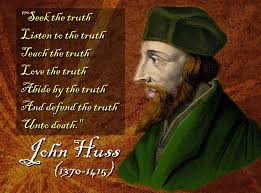 "Seek the truth
Listen to the truth
Teach the truth
Love the truth
Abide by the truth
And defend the truth
Unto death."
John Huss
(1370-1415)